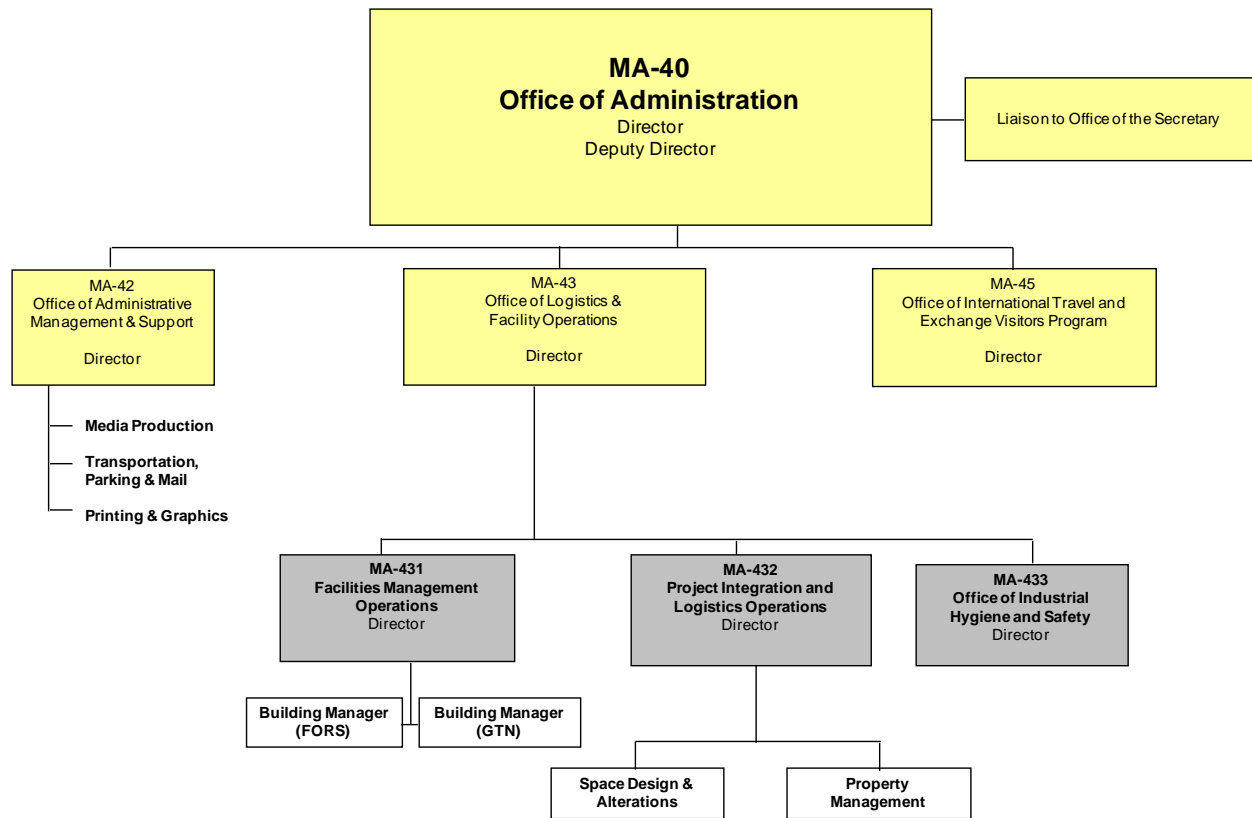 MA-40
Office of Administration
Director
Deputy Director
Liaison to Office of the Secretary
MA-42
Office of Administrative
Management & Support
Director
MA-43
Office of Logistics &
Facility Operations
Director
MA-45
Office of International Travel and
Exchange Visitors Program
Director
Media Production
Transportation,
Parking & Mail
Printing & Graphics
MA-431
Facilities Management
Operations
Director
MA-432
Project Integration and
Logistics Operations
Director
MA-433
Office of Industrial
Hygiene and Safety
Director
Building Manager
(FORS)
Building Manager
(GTN)
Space Design &
Alterations
Property
Management